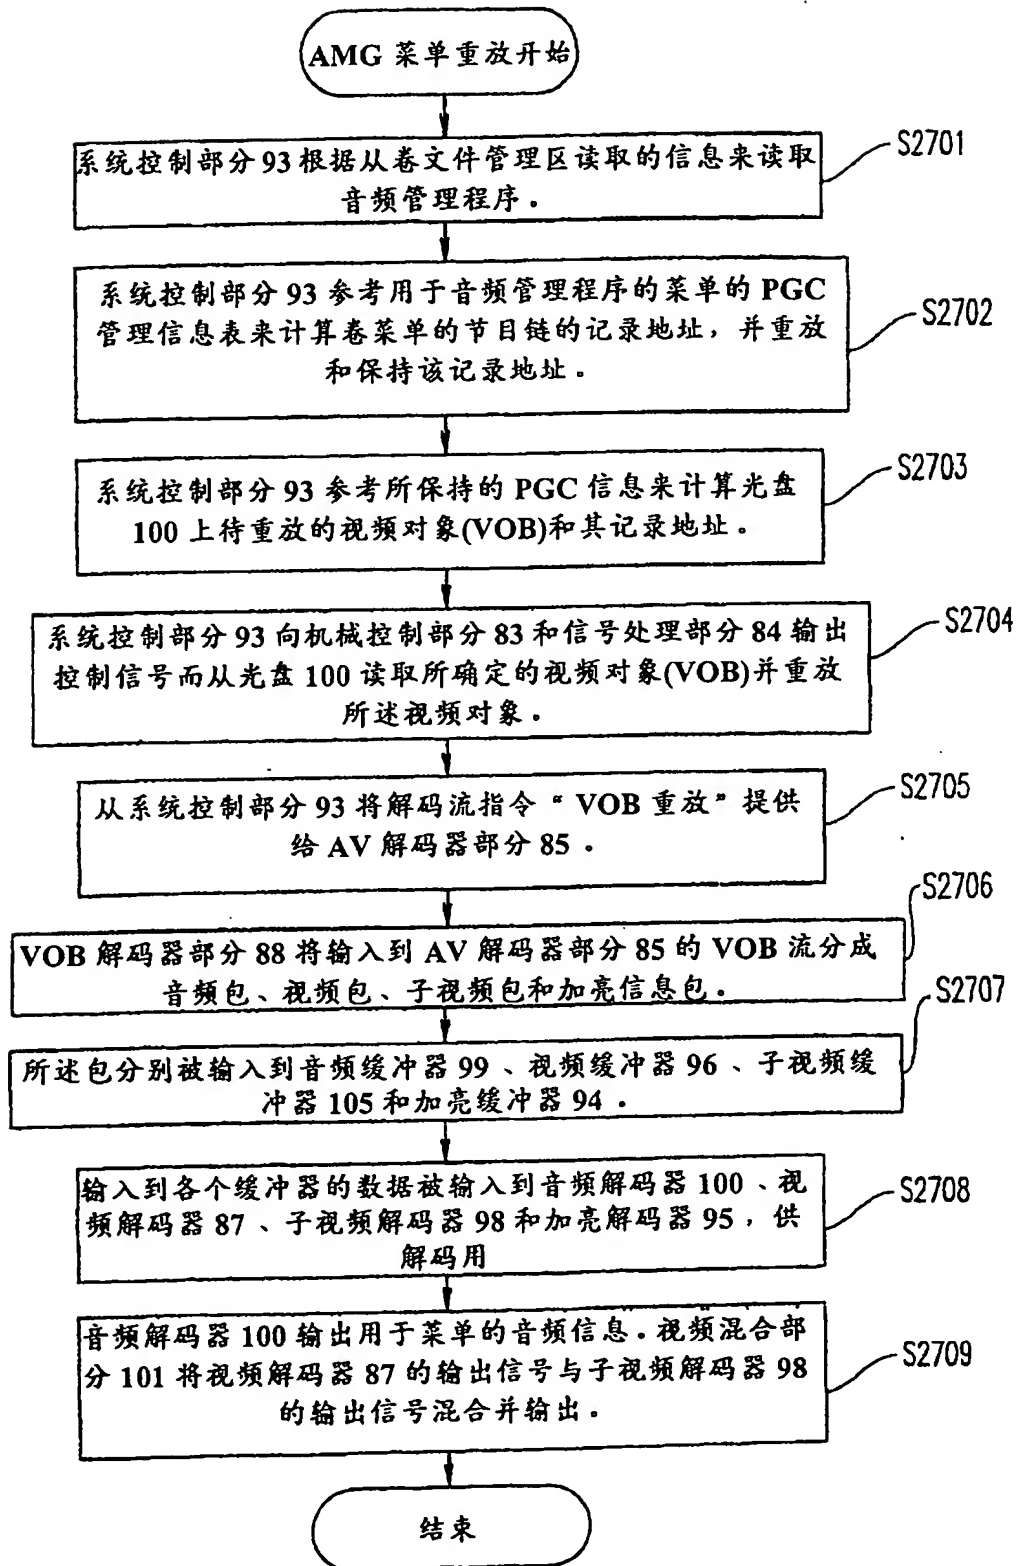 AMG 菜单重放开始
系统控制部分 93 根据从卷文件管理区读取的信息来读取
音频管理程序。
S2701
系统控制部分 93 参考用于音频管理程序的菜单的 PGC
管理信息表来计算卷菜单的节目链的记录地址，并重放
和保持该记录地址。
S2702
系统控制部分 93 参考所保持的 PGC 信息来计算光盘
100 上待重放的视频对象(VOB)和其记录地址。
S2703
系统控制部分 93 向机械控制部分 83 和信号处理部分 84 输出
控制信号而从光盘 100 读取所确定的视频对象(VOB)并重放
所述视频对象。
S2704
从系统控制部分 93 将解码流指令“VOB 重放”提供
给 AV 解码器部分 85。
S2705
VOB 解码器部分 88 将输入到 AV 解码器部分 85 的 VOB 流分成
音频包、视频包、子视频包和加亮信息包。
S2706
所述包分别被输入到音频缓冲器 99、视频缓冲器 96、子视频缓
冲器 105 和加亮缓冲器 94。
S2707
输入到各个缓冲器的数据被输入到音频解码器 100、视
频解码器 87、子视频解码器 98 和加亮解码器 95，供
解码用
S2708
音频解码器 100 输出用于菜单的音频信息。视频混合部
分 101 将视频解码器 87 的输出信号与子视频解码器 98
的输出信号混合并输出。
S2709
结束